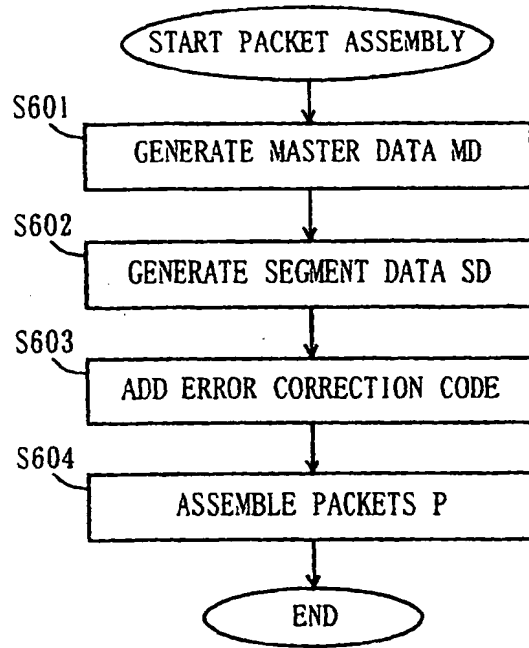 START PACKET ASSEMBLY
S601
GENERATE MASTER DATA MD
S602
GENERATE SEGMENT DATA SD
S603
ADD ERROR CORRECTION CODE
S604
ASSEMBLE PACKETS P
END